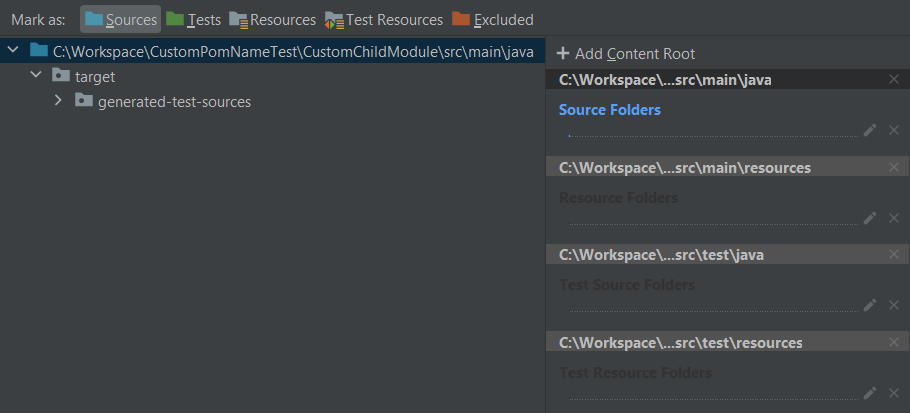 Mark as: Sources Tests Resources Test Resources Excluded
C:\Workspace\CustomPomNameTest\CustomChildModule\src\main\java
target
generated-test-sources
+ Add Content Root
C:\Workspace\...src\main\java
Source Folders
.
C:\Workspace\...src\main\resources
Resource Folders
C:\Workspace\...src\test\java
Test Source Folders
C:\Workspace\...src\test\resources
Test Resource Folders